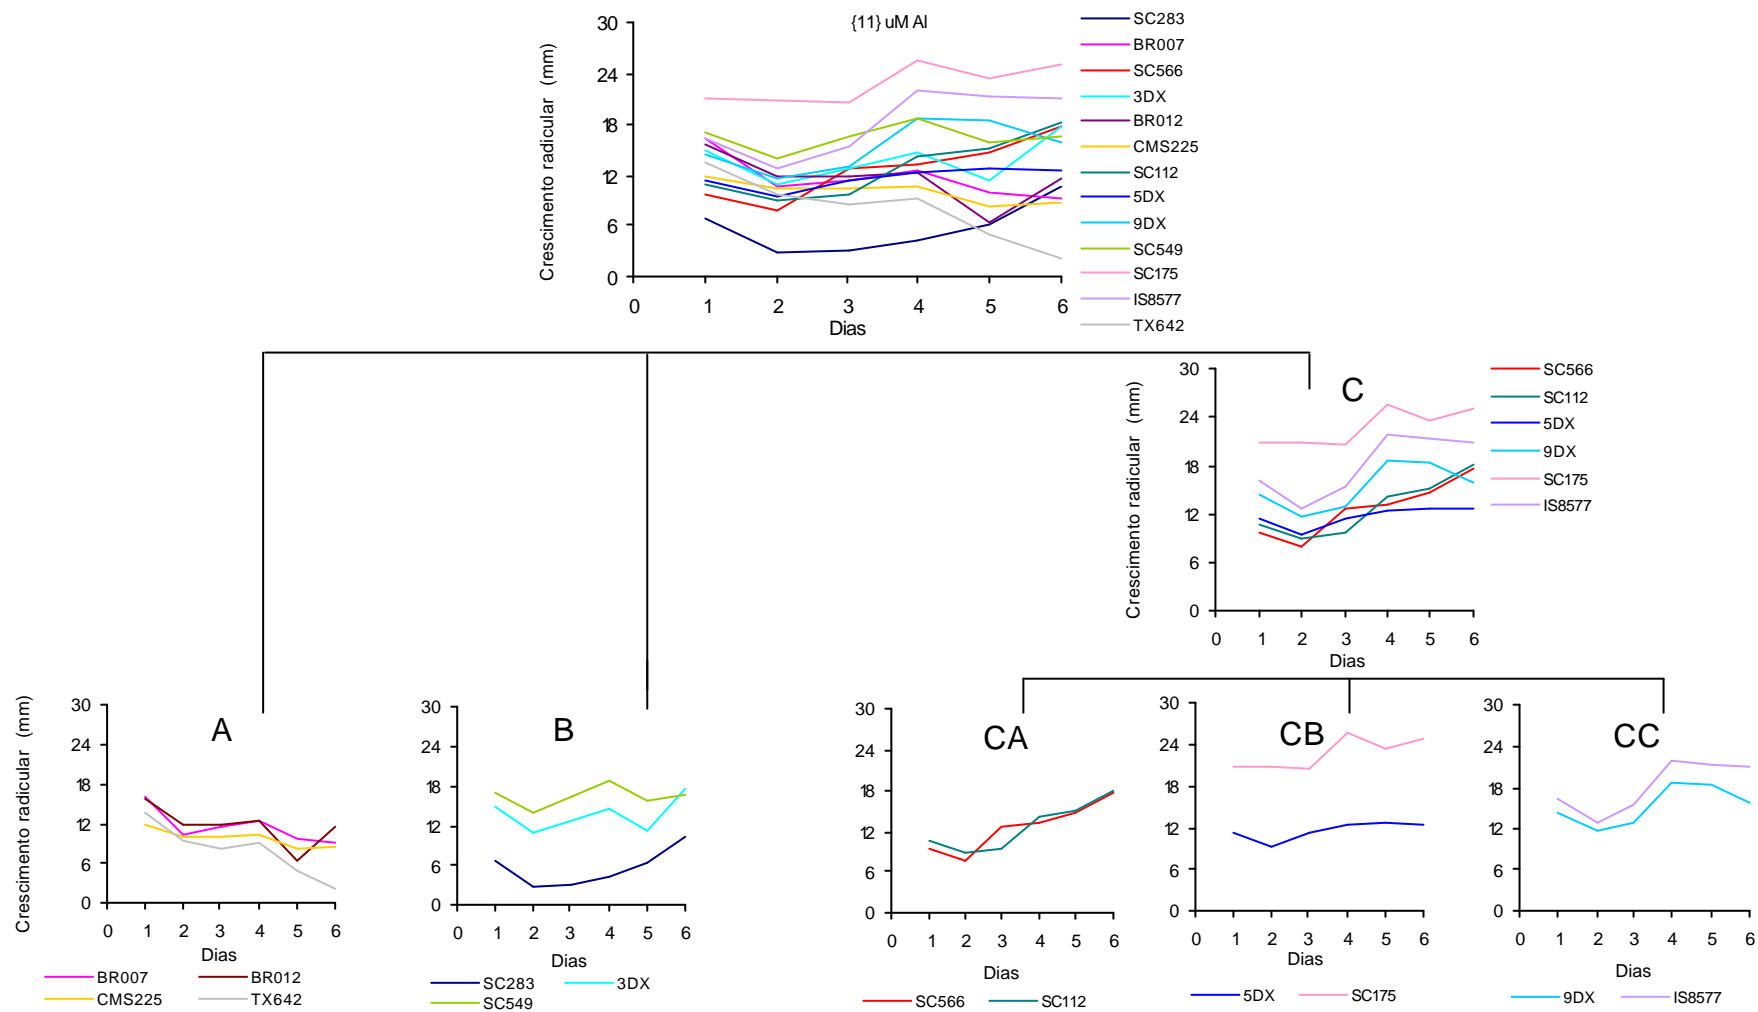 {11} uM Al
Crescimento radicular (mm)
30
24
18
12
6
0
0 1 2 3 4 5 6
Dias
SC283
BR007
SC566
3DX
BR012
CMS225
SC112
5DX
9DX
SC549
SC175
IS8577
TX642
C
Crescimento radicular (mm)
30
24
18
12
6
0
0 1 2 3 4 5 6
Dias
SC566
SC112
5DX
9DX
SC175
IS8577
A
Crescimento radicular (mm)
30
24
18
12
6
0
0 1 2 3 4 5 6
Dias
BR007 BR012
CMS225 TX642
B
30
24
18
12
6
0
0 1 2 3 4 5 6
Dias
SC283 3DX
SC549
CA
30
24
18
12
6
0
0 1 2 3 4 5 6
Dias
SC566 SC112
CB
30
24
18
12
6
0
0 1 2 3 4 5 6
Dias
5DX SC175
CC
30
24
18
12
6
0
0 1 2 3 4 5 6
Dias
9DX IS8577